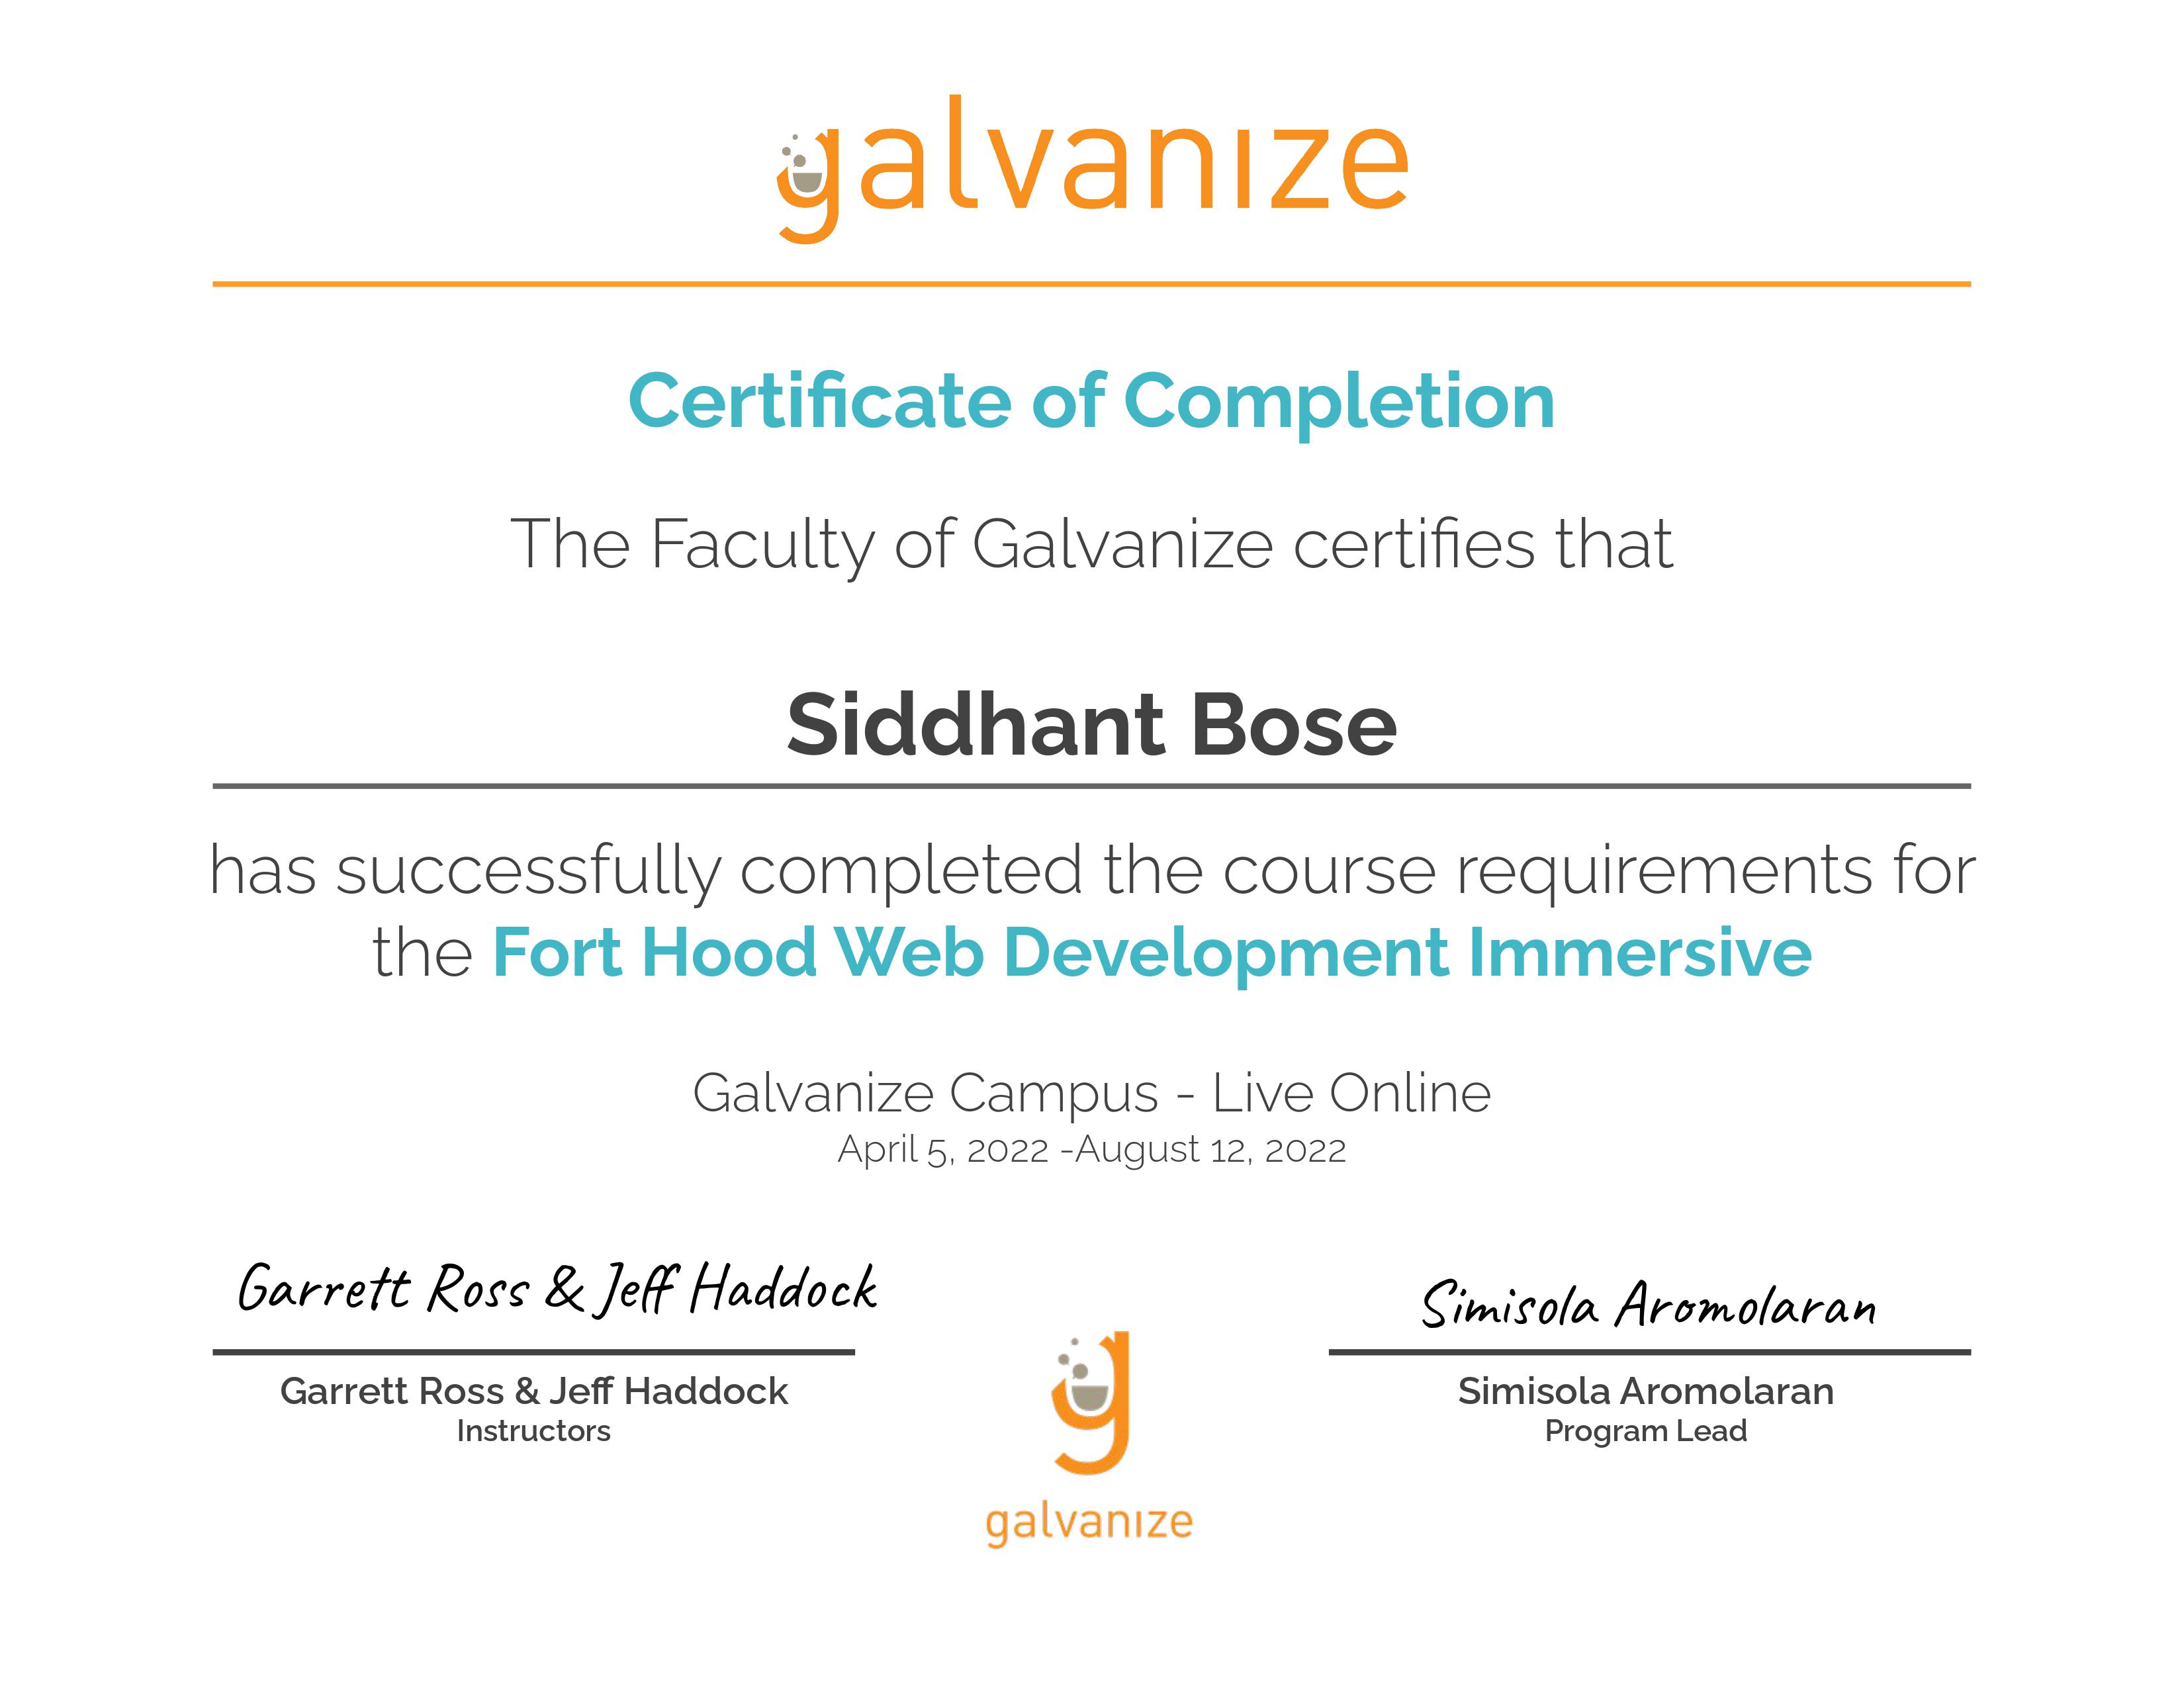 galvanize
Certificate of Completion
The Faculty of Galvanize certifies that
Siddhant Bose
has successfully completed the course requirements for
the Fort Hood Web Development Immersive
Galvanize Campus - Live Online
April 5, 2022 -August 12, 2022
Garrett Ross & Jeff Haddock
Simisola Aromolaran
Garrett Ross & Jeff Haddock
Instructors
Simisola Aromolaran
Program Lead
g
galvanize